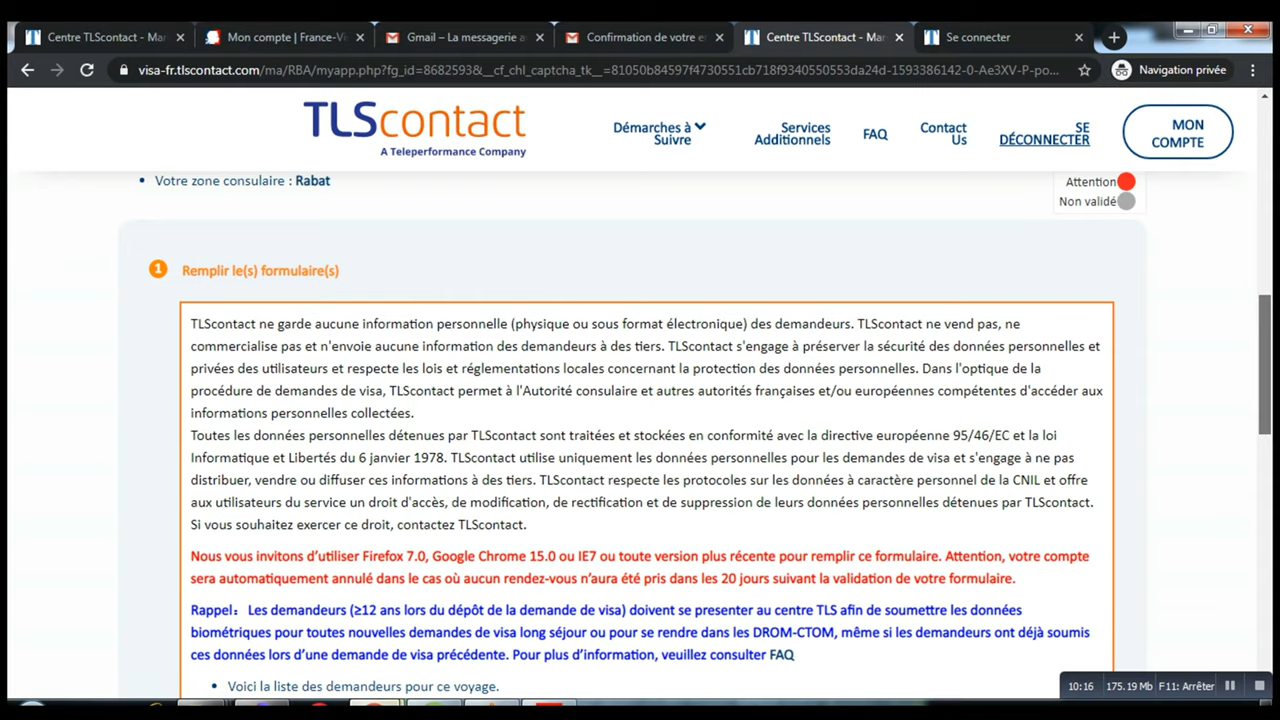 Centre TLScontact - Mar
Mon compte | France-Vi
Gmail – La messagerie a
Confirmation de votre e
Centre TLScontact - Mar
Se connecter
visa-fr.tlscontact.com/ma/RBA/myapp.php?fg_id=8682593&__cf_chl_captcha_tk__=81050b84597f4730551cb718f9340550553da24d-1593386142-0-Ae3XV-P-po...
Navigation privée
TLScontact
A Teleperformance Company
Démarches à
Suivre
Services
Additionnels
FAQ
Contact
Us
SE
DÉCONNECTER
MON
COMPTE
• Votre zone consulaire : Rabat
Attention
Non validé
1 Remplir le(s) formulaire(s)
TLScontact ne garde aucune information personnelle (physique ou sous format électronique) des demandeurs. TLScontact ne vend pas, ne
commercialise pas et n'envoie aucune information des demandeurs à des tiers. TLScontact s'engage à préserver la sécurité des données personnelles et
privées des utilisateurs et respecte les lois et réglementations locales concernant la protection des données personnelles. Dans l'optique de la
procédure de demandes de visa, TLScontact permet à l'Autorité consulaire et autres autorités françaises et/ou européennes compétentes d'accéder aux
informations personnelles collectées.
Toutes les données personnelles détenues par TLScontact sont traitées et stockées en conformité avec la directive européenne 95/46/EC et la loi
Informatique et Libertés du 6 janvier 1978. TLScontact utilise uniquement les données personnelles pour les demandes de visa et s'engage à ne pas
distribuer, vendre ou diffuser ces informations à des tiers. TLScontact respecte les protocoles sur les données à caractère personnel de la CNIL et offre
aux utilisateurs du service un droit d'accès, de modification, de rectification et de suppression de leurs données personnelles détenues par TLScontact.
Si vous souhaitez exercer ce droit, contactez TLScontact.
Nous vous invitons d'utiliser Firefox 7.0, Google Chrome 15.0 ou IE7 ou toute version plus récente pour remplir ce formulaire. Attention, votre compte
sera automatiquement annulé dans le cas où aucun rendez-vous n'aura été pris dans les 20 jours suivant la validation de votre formulaire.
Rappel： Les demandeurs (≥12 ans lors du dépôt de la demande de visa) doivent se presenter au centre TLS afin de soumettre les données
biométriques pour toutes nouvelles demandes de visa long séjour ou pour se rendre dans les DROM-CTOM, même si les demandeurs ont déjà soumis
ces données lors d'une demande de visa précédente. Pour plus d'information, veuillez consulter FAQ
• Voici la liste des demandeurs pour ce voyage.
10:16 175.19 Mb F11: Arrêter